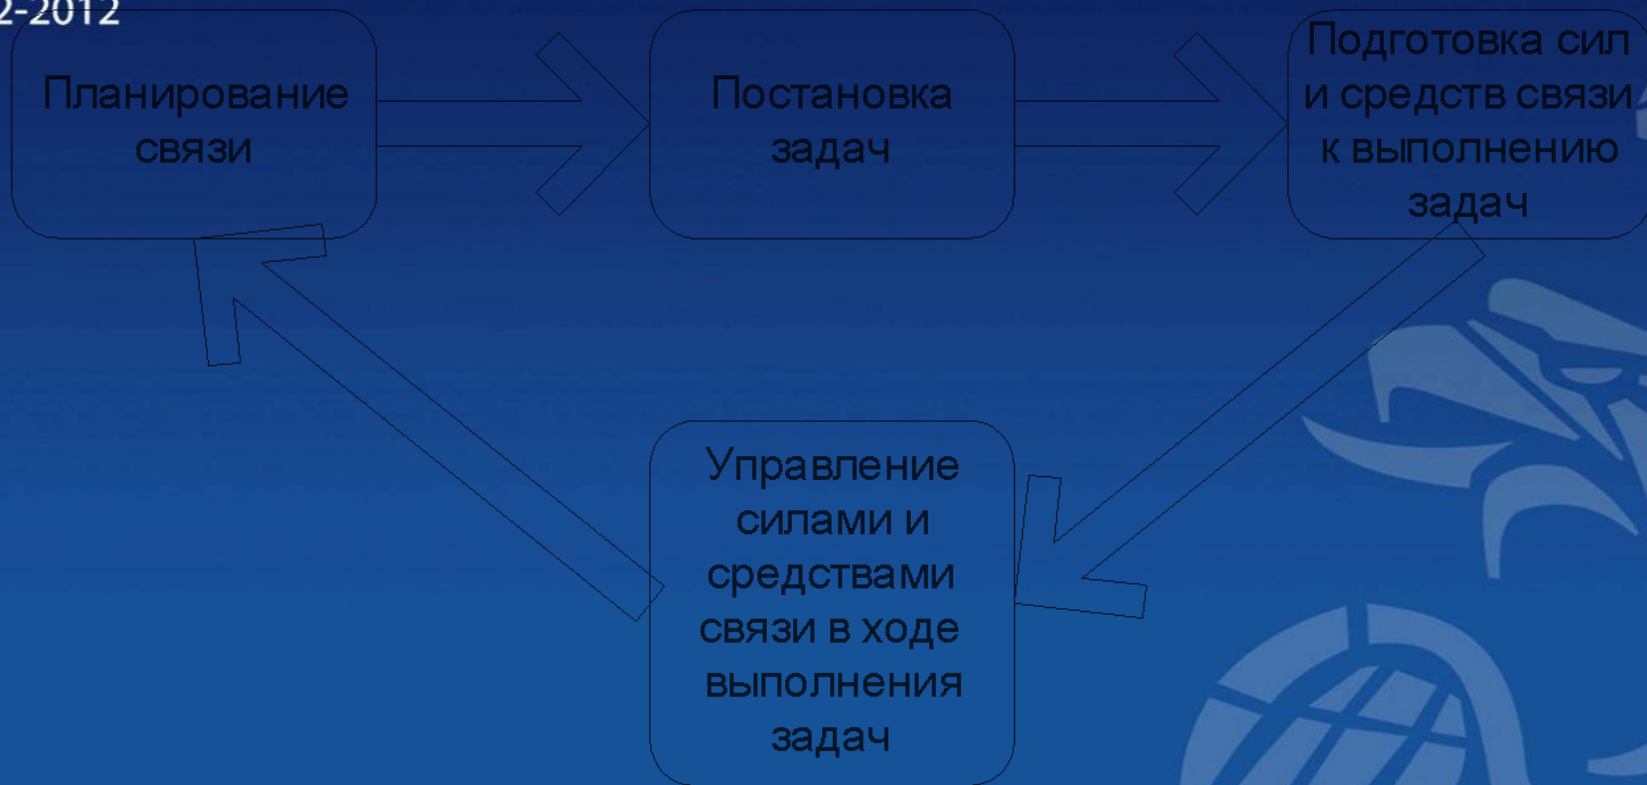 2-2012
Планирование
связи
Постановка
задач
Подготовка сил
и средств связи
к выполнению
задач
Управление
силами и
средствами
связи в ходе
выполнения
задач